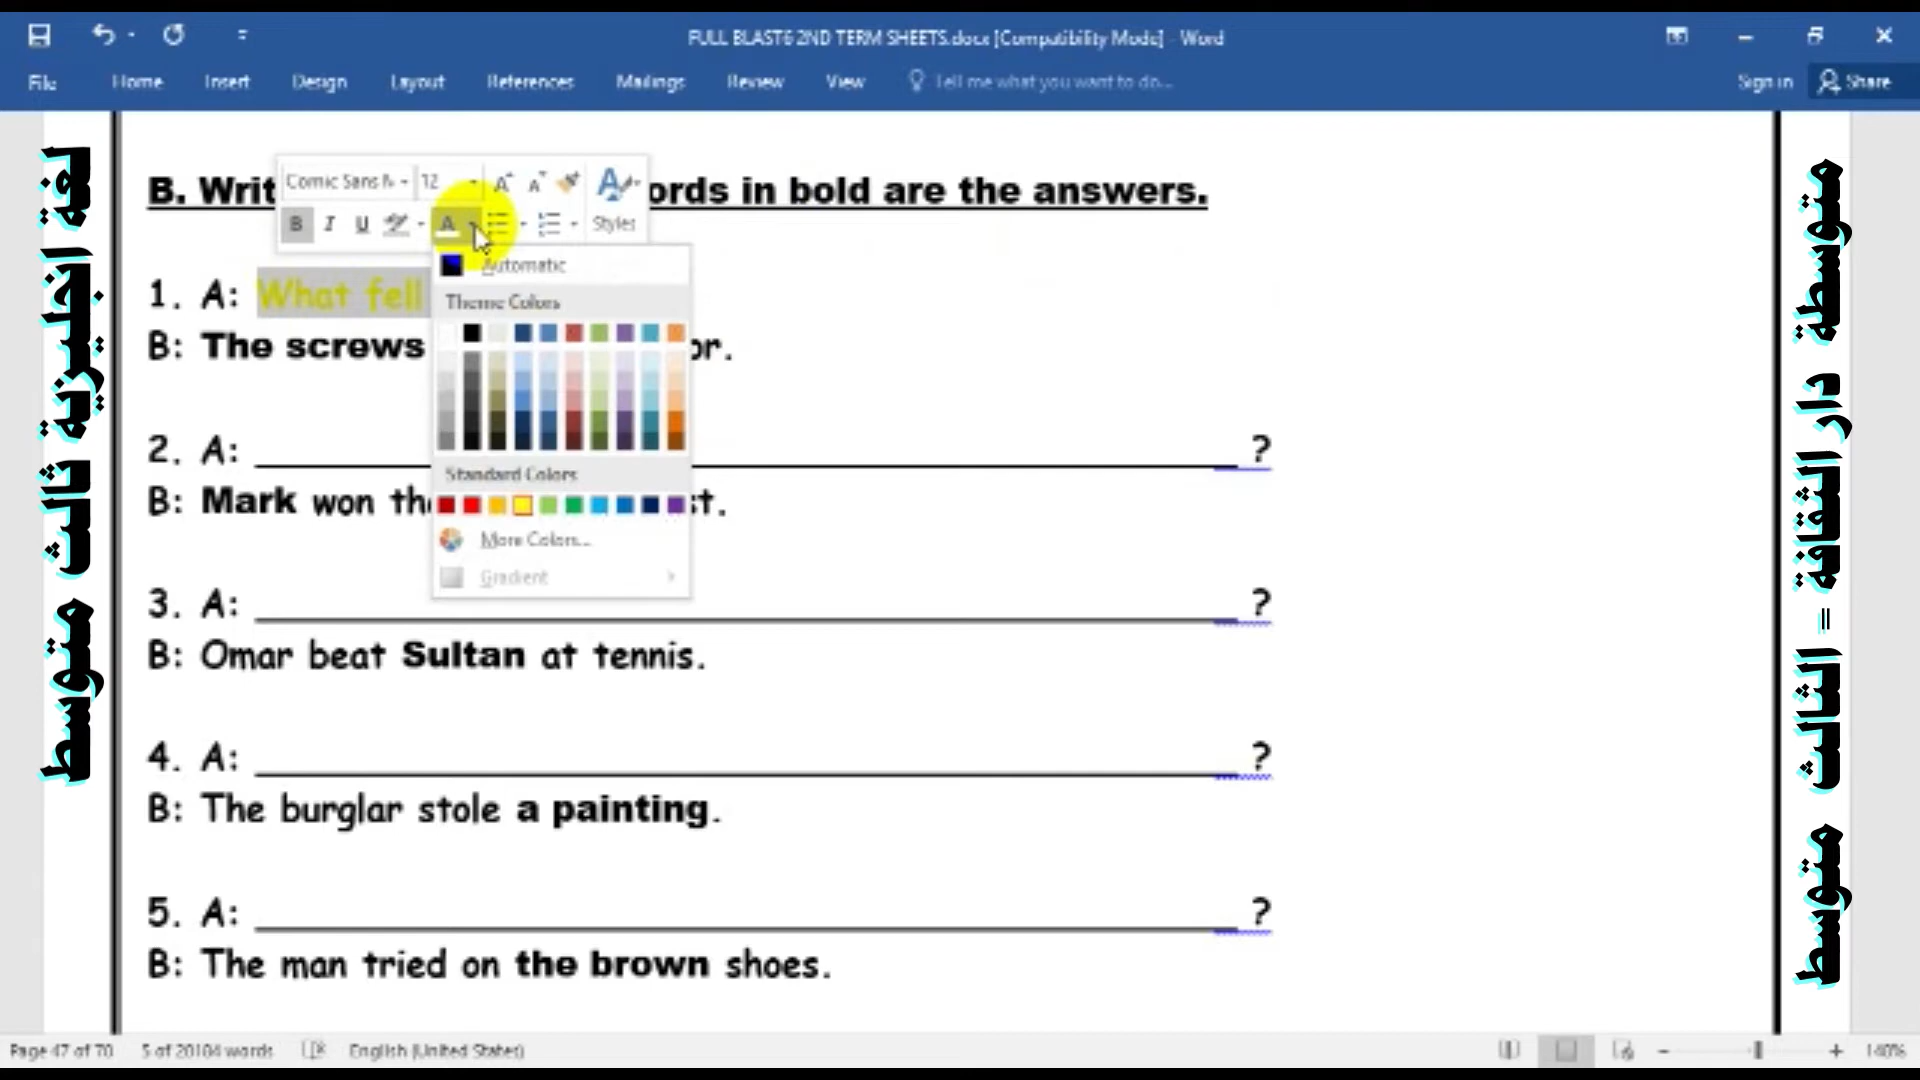 FULL BLAST6 2ND TERM SHEETS.docx [Compatibility Mode] - Word
File Home Insert Design Layout References Mailings Review View Tell me what you want to do... Sign in Share
B. Writ ords in bold are the answers.
Comic Sans M 12
B I U A Styles
Automatic
Theme Colors
Standard Colors
More Colors...
Gradient
1. A: What fell
B: The screws or.
2. A: ?
B: Mark won the st.
3. A: ?
B: Omar beat Sultan at tennis.
4. A: ?
B: The burglar stole a painting.
5. A: ?
B: The man tried on the brown shoes.
لغة انجليزية ثالث متوسط
متوسطة دار الثقافة = الثالث متوسط
Page 47 of 70 5 of 20104 words English (United States) 140%